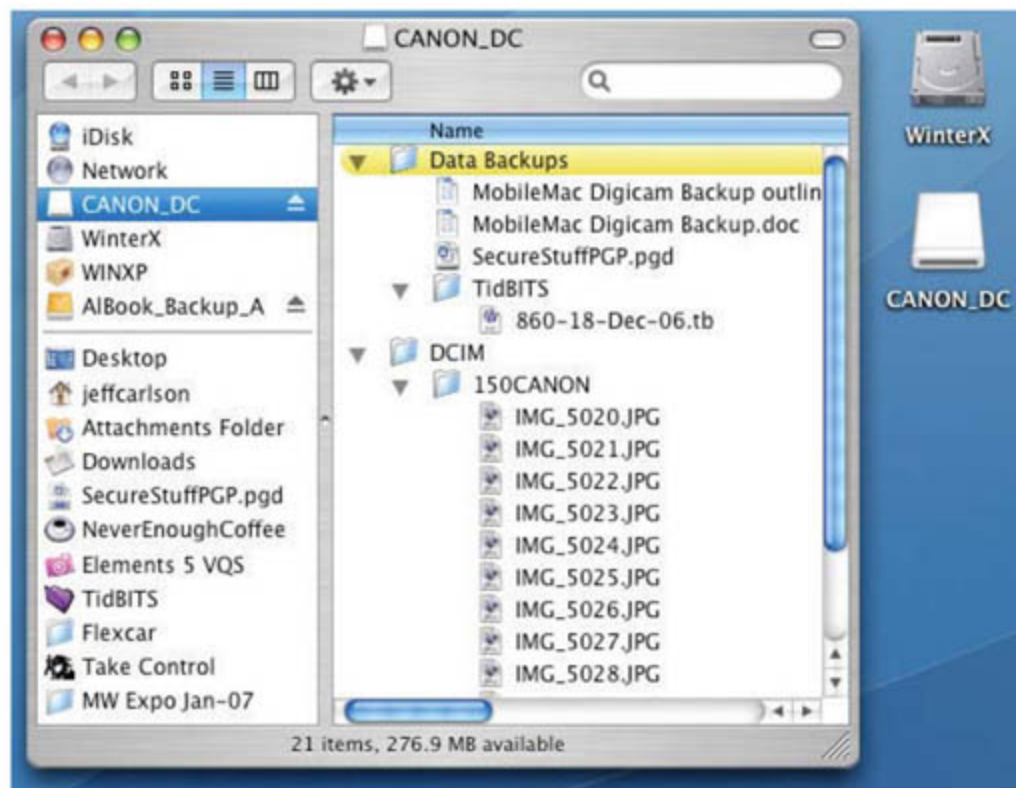 CANON_DC
iDisk
Network
CANON_DC
WinterX
WINXP
AlBook_Backup_A
Desktop
jeffcarlson
Attachments Folder
Downloads
SecureStuffPGP.pgd
NeverEnoughCoffee
Elements 5 VQS
TidBITS
Flexcar
Take Control
MW Expo Jan-07
Name
Data Backups
MobileMac Digicam Backup outlin
MobileMac Digicam Backup.doc
SecureStuffPGP.pgd
TidBITS
860-18-Dec-06.tb
DCIM
150CANON
IMG_5020.JPG
IMG_5021.JPG
IMG_5022.JPG
IMG_5023.JPG
IMG_5024.JPG
IMG_5025.JPG
IMG_5026.JPG
IMG_5027.JPG
IMG_5028.JPG
21 items, 276.9 MB available
WinterX
CANON_DC